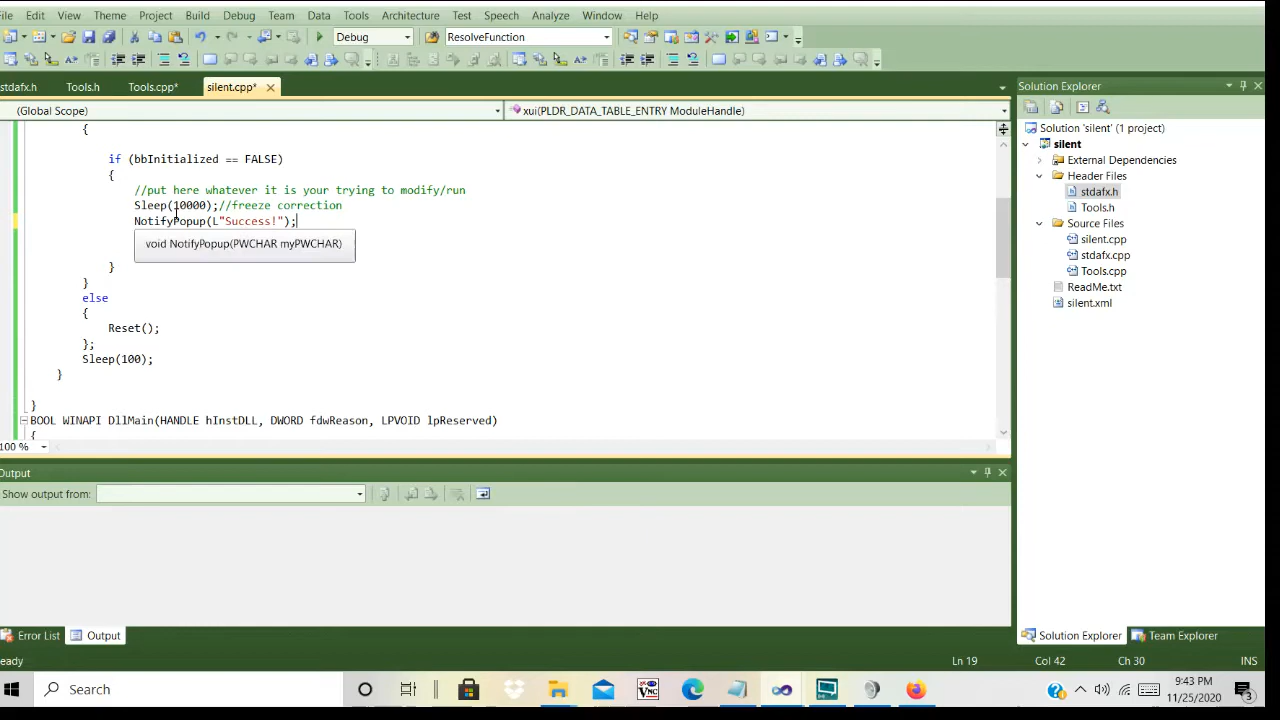 File Edit View Theme Project Build Debug Team Data Tools Architecture Test Speech Analyze Window Help
Debug ResolveFunction
stdafx.h Tools.h Tools.cpp* silent.cpp*
(Global Scope) xui(PLDR_DATA_TABLE_ENTRY ModuleHandle)
{
if (bbInitialized == FALSE)
{
//put here whatever it is your trying to modify/run
Sleep(10000);//freeze correction
NotifyPopup(L"Success!");
void NotifyPopup(PWCHAR myPWCHAR)
}
}
else
{
Reset();
};
Sleep(100);
}
}
BOOL WINAPI DllMain(HANDLE hInstDLL, DWORD fdwReason, LPVOID lpReserved)
{
100 %
Output
Show output from:
Error List Output
Solution Explorer
Solution 'silent' (1 project)
silent
External Dependencies
Header Files
stdafx.h
Tools.h
Source Files
silent.cpp
stdafx.cpp
Tools.cpp
ReadMe.txt
silent.xml
Solution Explorer Team Explorer
eady Ln 19 Col 42 Ch 30 INS
Search
VNC
9:43 PM
11/25/2020
3